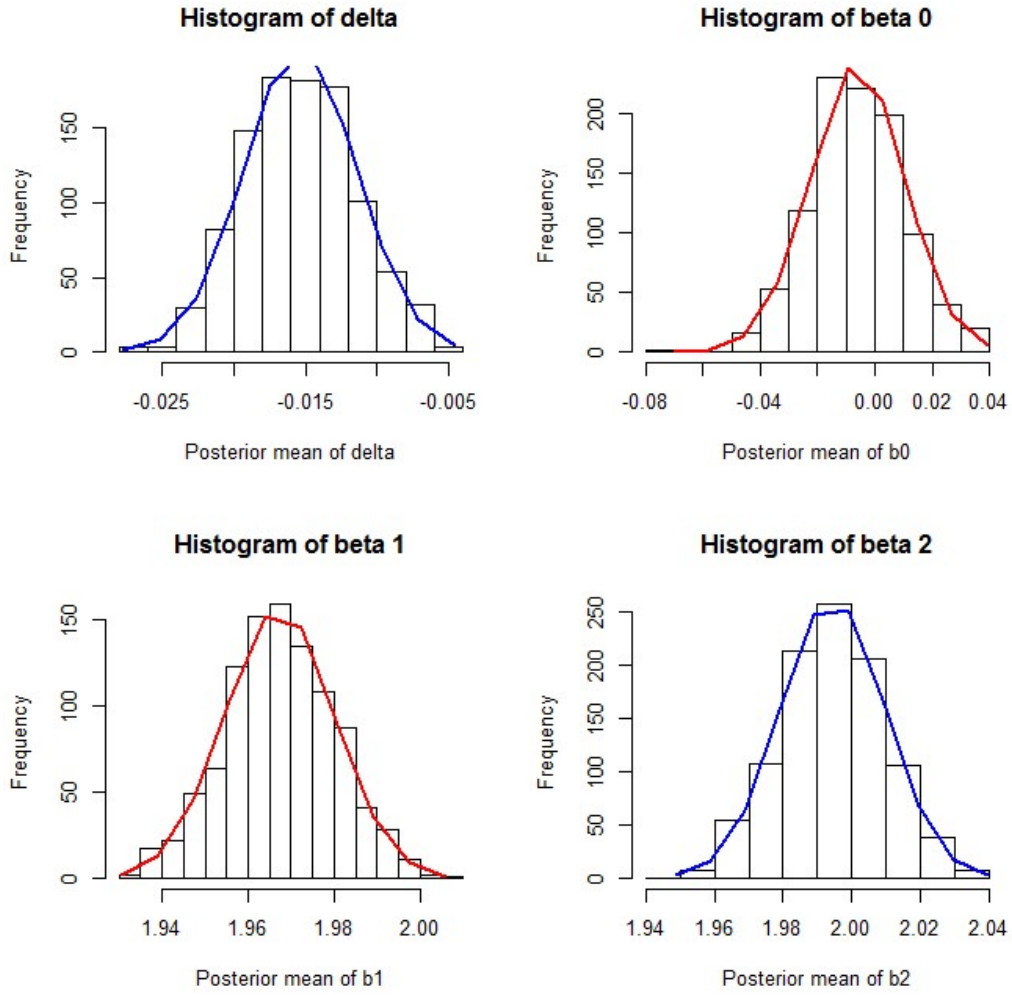 Histogram of delta
Frequency
0 50 100 150
-0.025 -0.015 -0.005
Posterior mean of delta
Histogram of beta 0
Frequency
0 50 100 150 200
-0.08 -0.04 0.00 0.02 0.04
Posterior mean of b0
Histogram of beta 1
Frequency
0 50 100 150
1.94 1.96 1.98 2.00
Posterior mean of b1
Histogram of beta 2
Frequency
0 50 100 150 200 250
1.94 1.96 1.98 2.00 2.02 2.04
Posterior mean of b2